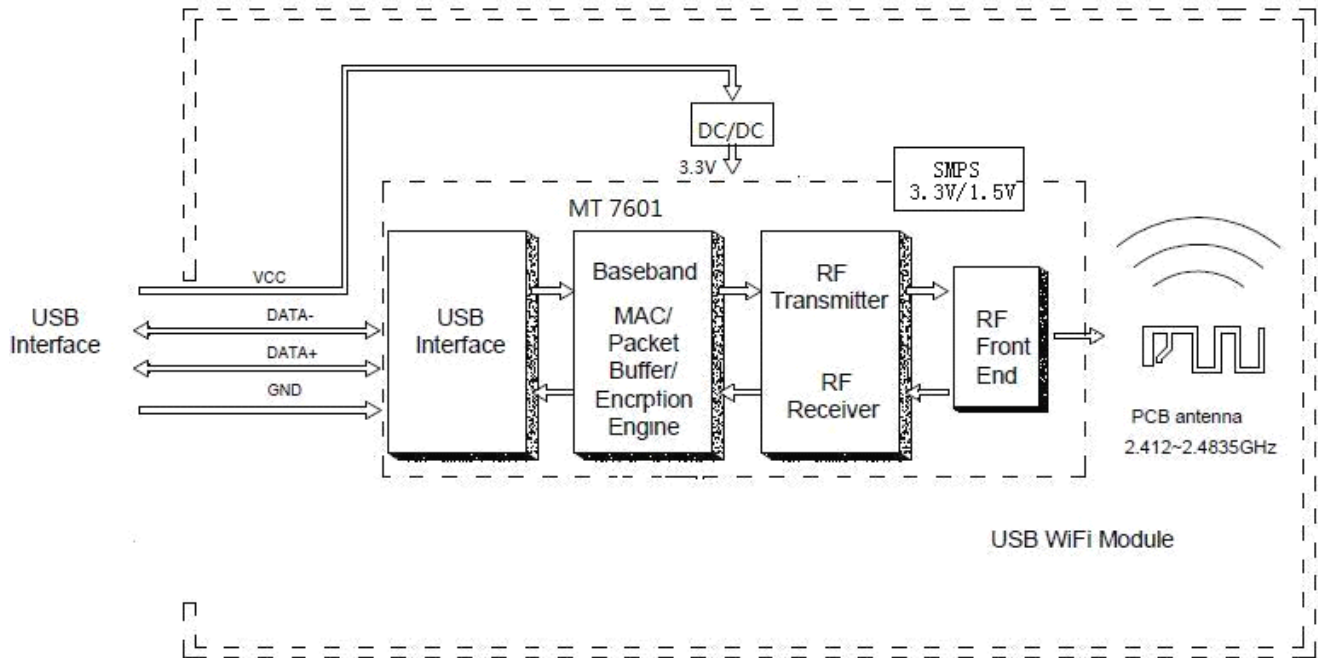 DC/DC
3.3V
SMPS
3.3V/1.5V
MT 7601
VCC
DATA-
DATA+
GND
USB
Interface
USB
Interface
Baseband
MAC/
Packet
Buffer/
Encrption
Engine
RF
Transmitter
RF
Receiver
RF
Front
End
PCB antenna
2.412~2.4835GHz
USB WiFi Module